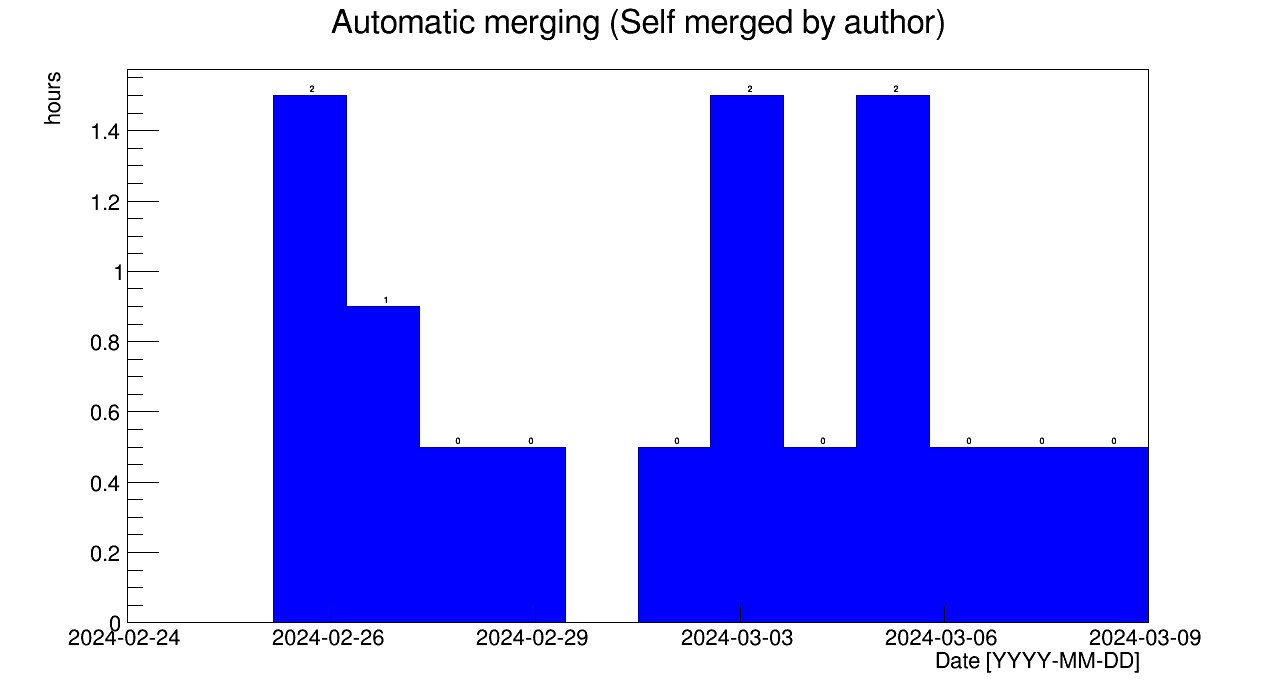 Automatic merging (Self merged by author)
hours
2 2 2
1.4
1.2
1
1
0.8
0.6
0 0 0 0 0 0 0
0.4
0.2
0
2024-02-24 2024-02-26 2024-02-29 2024-03-03 2024-03-06 2024-03-09
Date [YYYY-MM-DD]